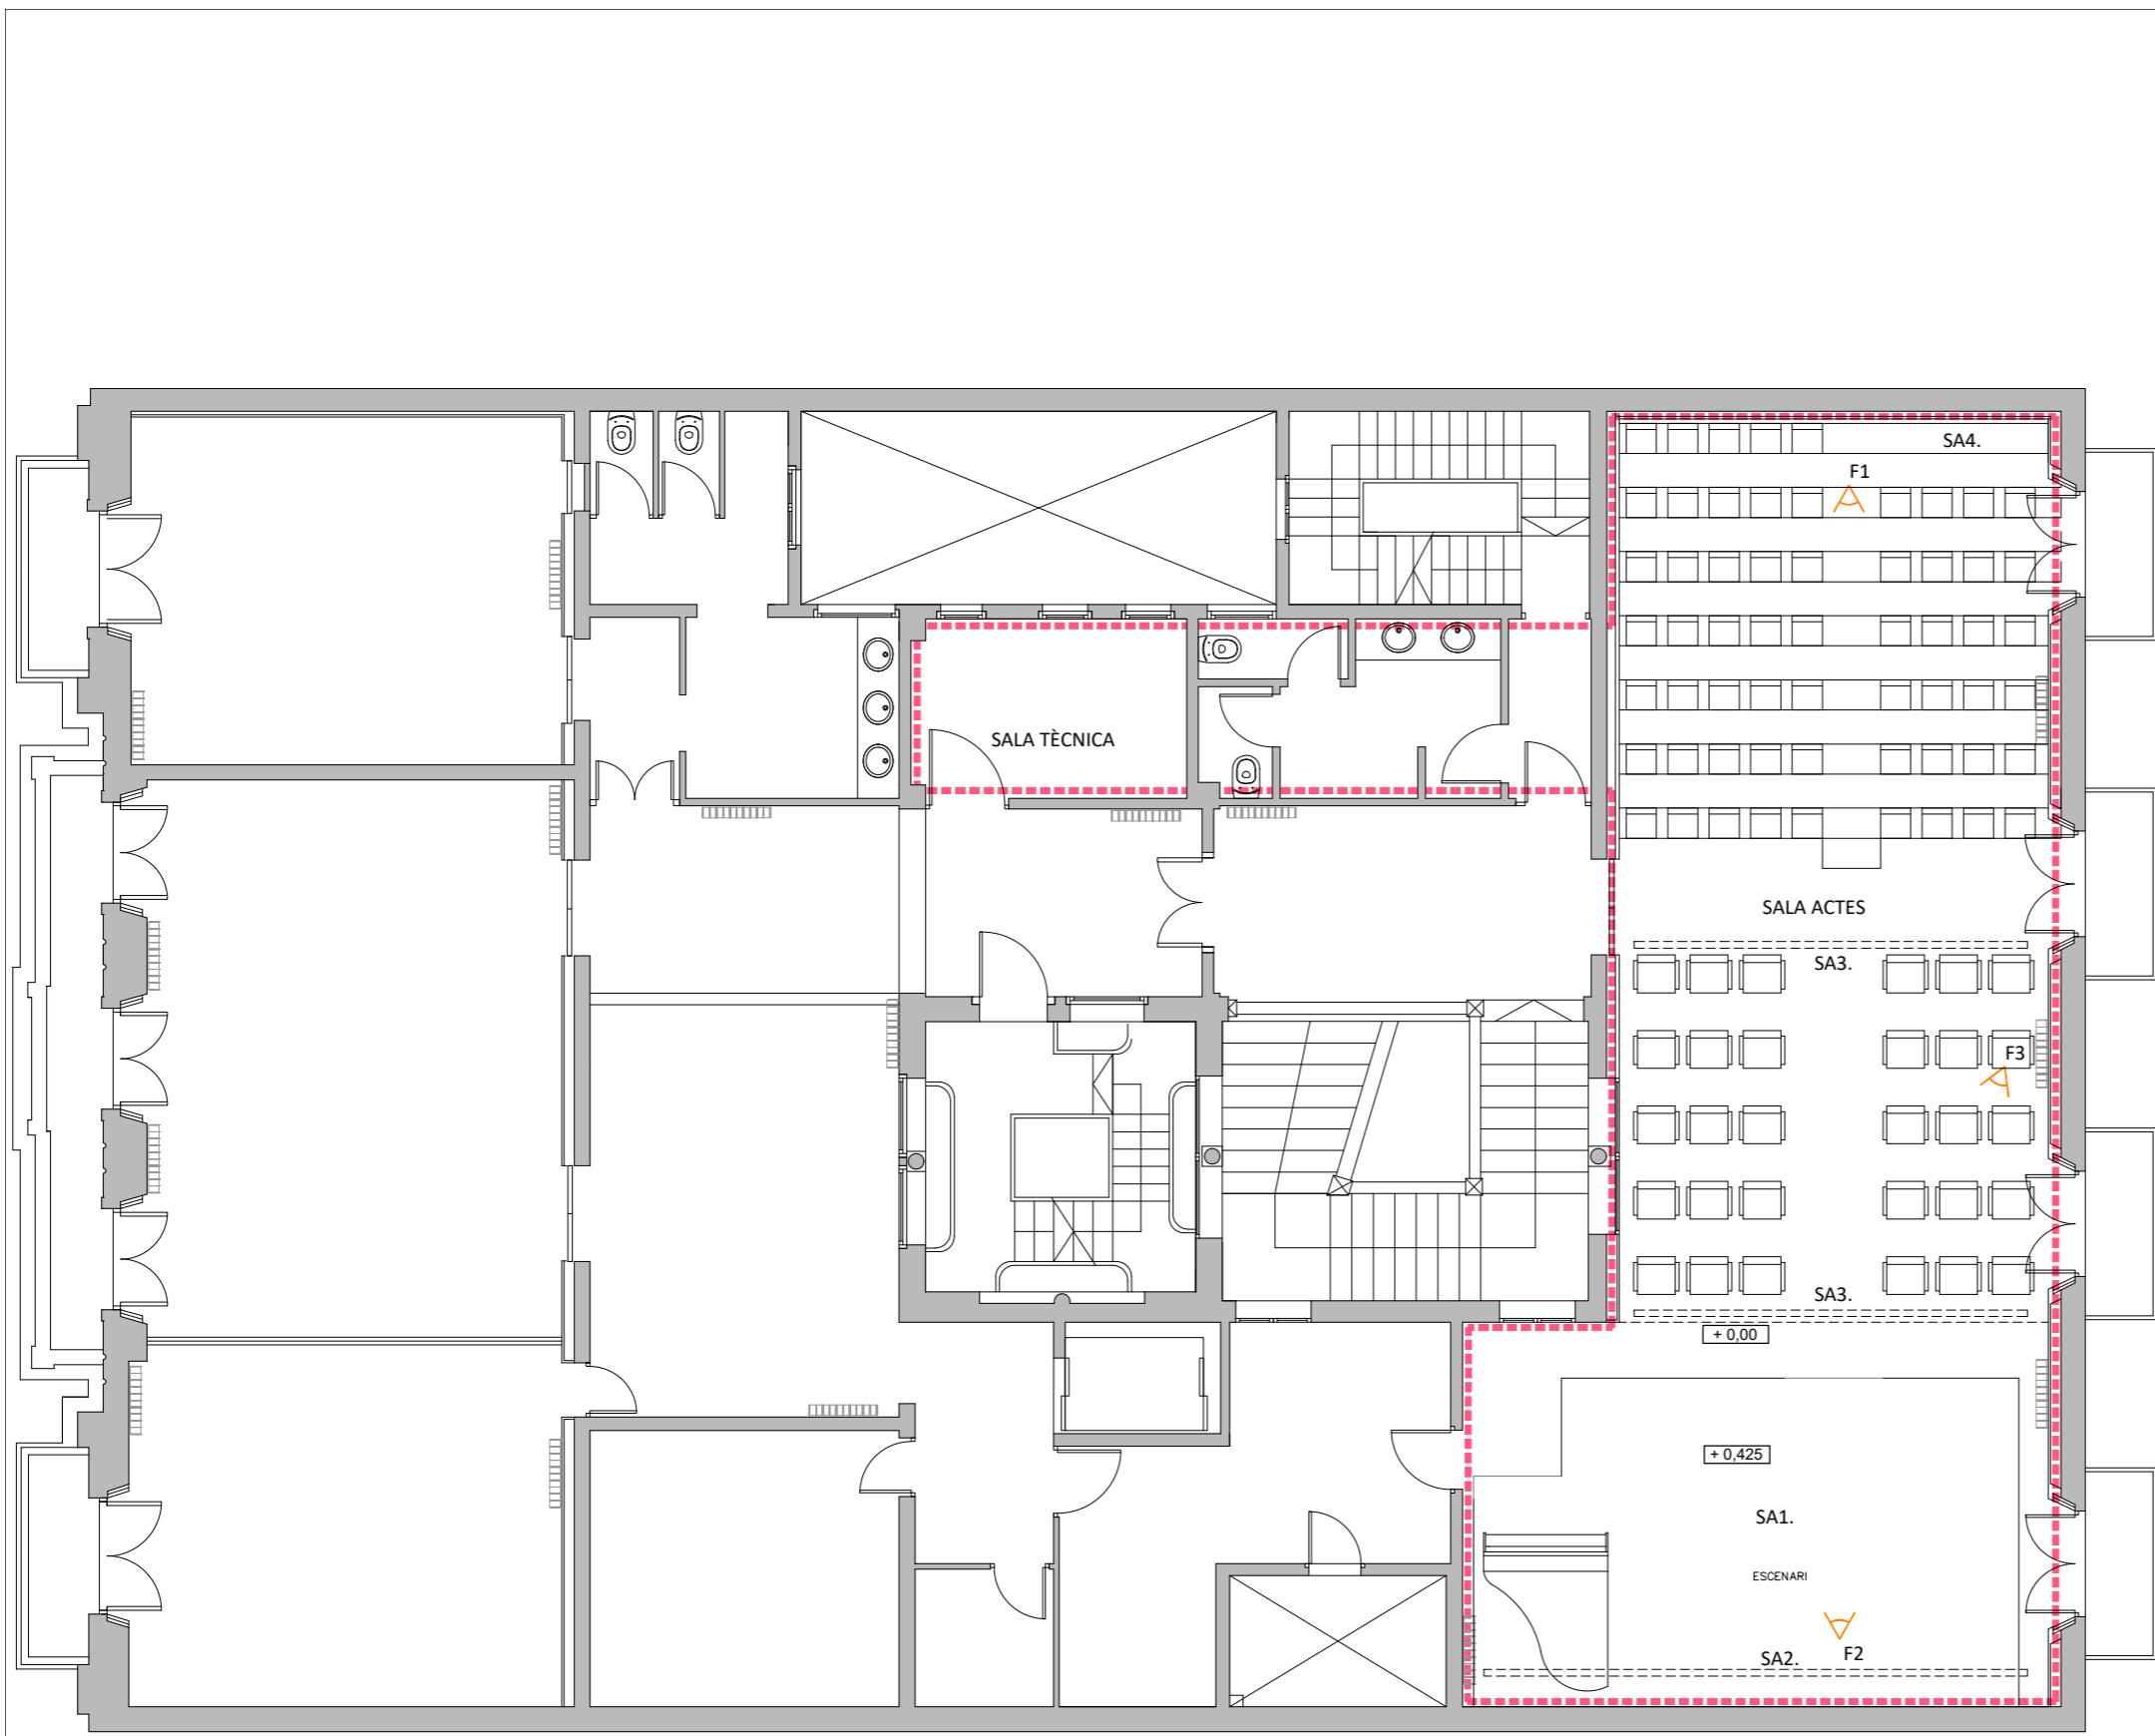 SA4.
F1
SALA TÈCNICA
SALA ACTES
SA3.
F3
SA3.
+ 0,00
+ 0,425
SA1.
ESCENARI
F2
SA2.